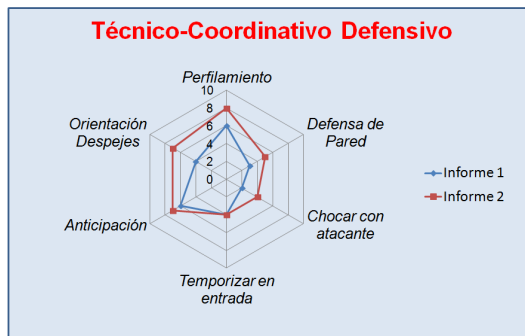 Técnico-Coordinativo Defensivo
Perfilamiento
10
8
6
4
2
0
Orientación
Despejes
Defensa de
Pared
Anticipación
Chocar con
atacante
Temporizar en
entrada
Informe 1
Informe 2